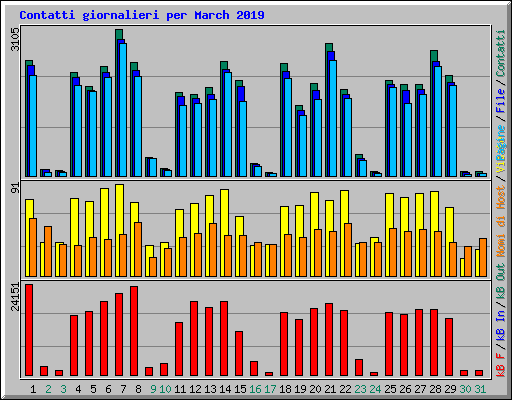 Contatti giornalieri per March 2019
3105
91
24151
1 2 3 4 5 6 7 8 9 10 11 12 13 14 15 16 17 18 19 20 21 22 23 24 25 26 27 28 29 30 31
Pagine / File / Contatti
Nomi di Host /
kB F / kB In / kB Out